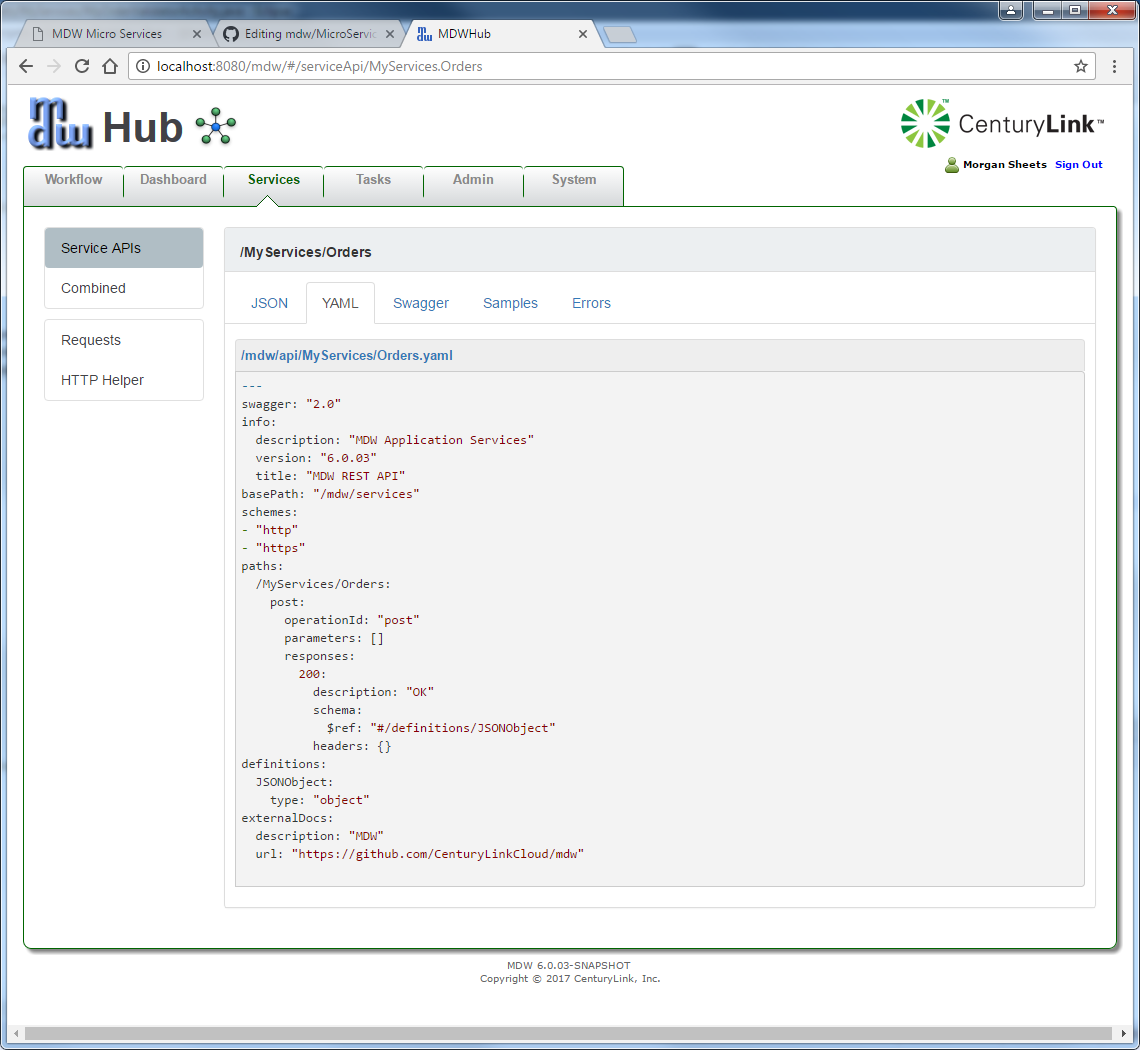 MDW Micro Services
Editing mdw/MicroServic
MDWHub
localhost:8080/mdw/#/serviceApi/MyServices.Orders
mdw Hub
CenturyLink™
Morgan Sheets Sign Out
Workflow Dashboard Services Tasks Admin System
Service APIs
Combined
Requests
HTTP Helper
/MyServices/Orders
JSON YAML Swagger Samples Errors
/mdw/api/MyServices/Orders.yaml
---
swagger: "2.0"
info:
  description: "MDW Application Services"
  version: "6.0.03"
  title: "MDW REST API"
basePath: "/mdw/services"
schemes:
- "http"
- "https"
paths:
  /MyServices/Orders:
    post:
      operationId: "post"
      parameters: []
      responses:
        200:
          description: "OK"
          schema:
            $ref: "#/definitions/JSONObject"
          headers: {}
definitions:
  JSONObject:
    type: "object"
externalDocs:
  description: "MDW"
  url: "https://github.com/CenturyLinkCloud/mdw"
MDW 6.0.03-SNAPSHOT
Copyright © 2017 CenturyLink, Inc.